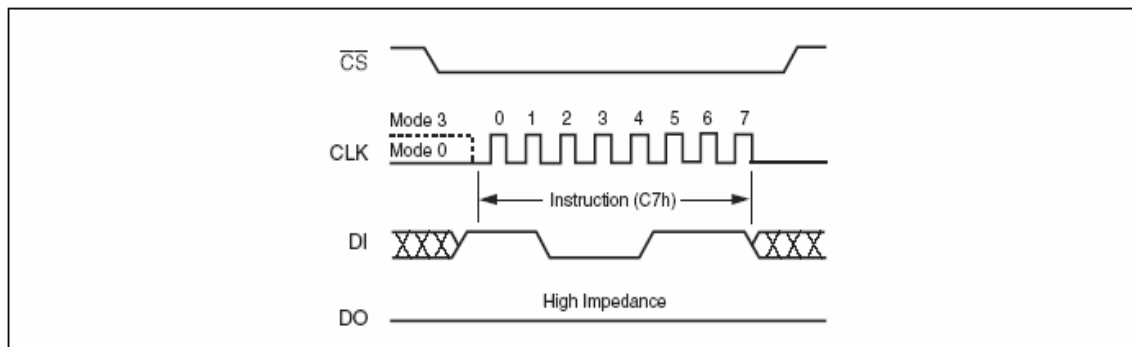 C̅S̅
Mode 3 0 1 2 3 4 5 6 7
CLK Mode 0
Instruction (C7h)
DI
High Impedance
DO